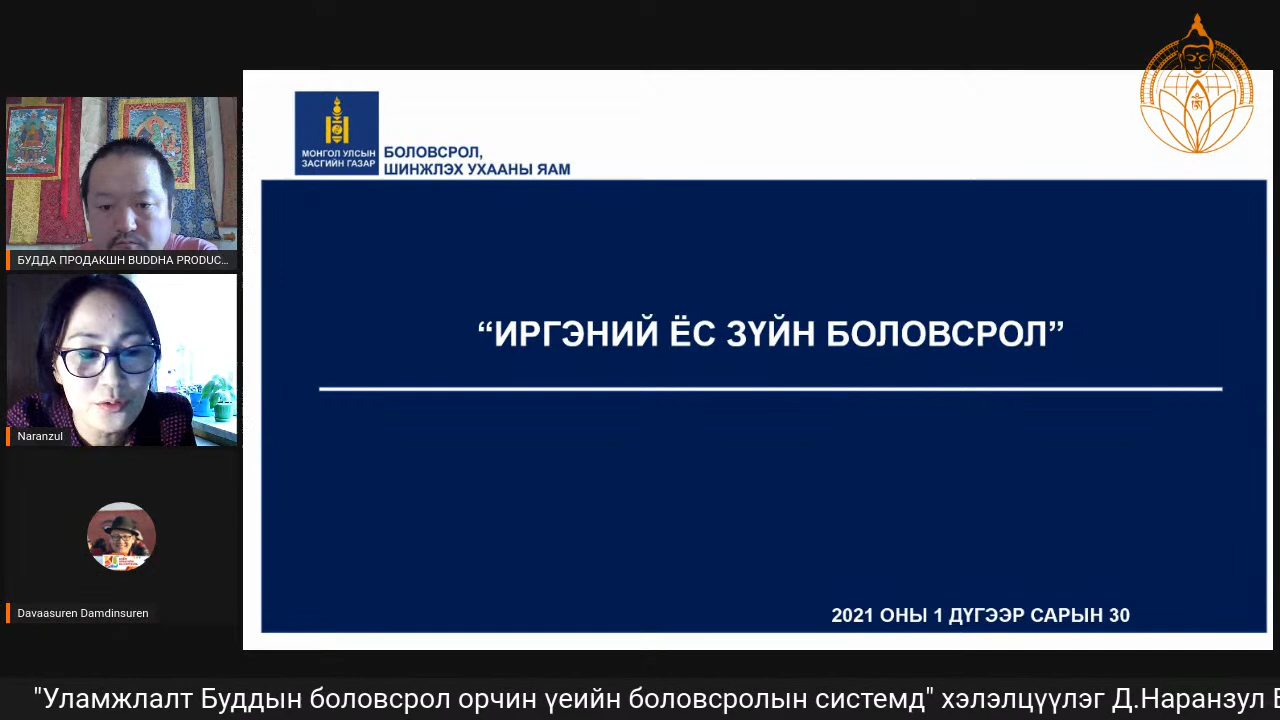 МОНГОЛ УЛСЫН
ЗАСГИЙН ГАЗАР
БОЛОВСРОЛ,
ШИНЖЛЭХ УХААНЫ ЯАМ
БУДДА ПРОДАКШН BUDDHA PRODUC...
Naranzul
Davaasuren Damdinsuren
“ИРГЭНИЙ ЁС ЗҮЙН БОЛОВСРОЛ”
2021 ОНЫ 1 ДҮГЭЭР САРЫН 30
"Уламжлалт Буддын боловсрол орчин үеийн боловсролын системд" хэлэлцүүлэг Д.Наранзул